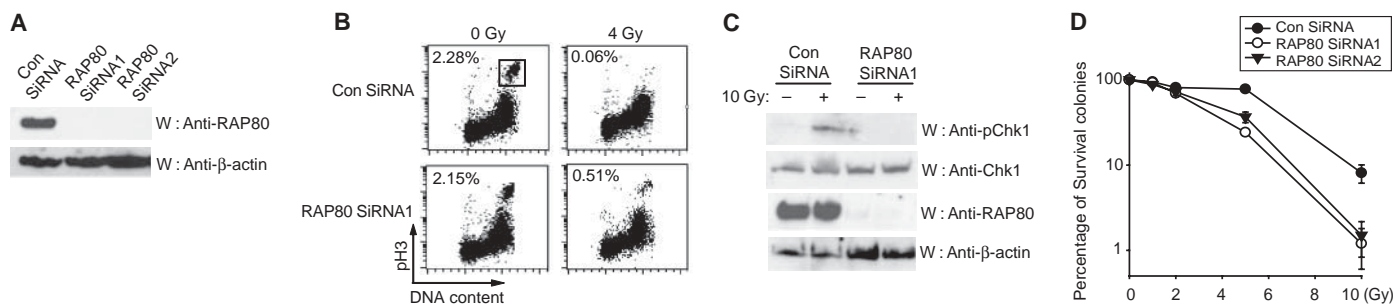 A
Con
SiRNA
RAP80
SiRNA1
RAP80
SiRNA2
W : Anti-RAP80
W : Anti-β-actin
B
0 Gy
4 Gy
Con SiRNA
2.28%
0.06%
RAP80 SiRNA1
2.15%
0.51%
pH3
DNA content
C
Con
SiRNA
RAP80
SiRNA1
10 Gy: – + – +
W : Anti-pChk1
W : Anti-Chk1
W : Anti-RAP80
W : Anti-β-actin
D
Con SiRNA
RAP80 SiRNA1
RAP80 SiRNA2
Percentage of Survival colonies
100
10
1
0 2 4 6 8 10 (Gy)